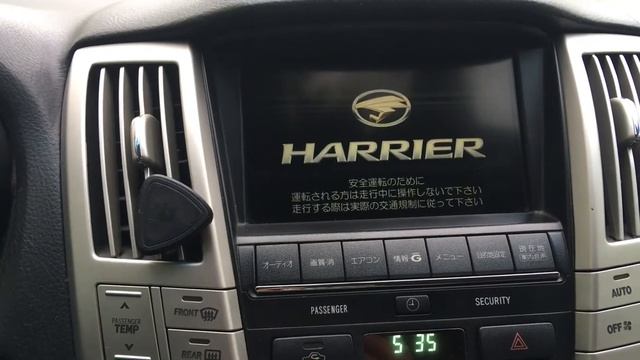 HARRIER
安全運転のために
運転される方は走行中に操作しないで下さい
走行する際は実際の交通規制に従って下さい
オーディオ
画質・消
エアコン
情報G
メニュー
目的地設定
現在地
PASSENGER
SECURITY
5:35
PASSENGER
TEMP
FRONT
REAR
AUTO
OFF